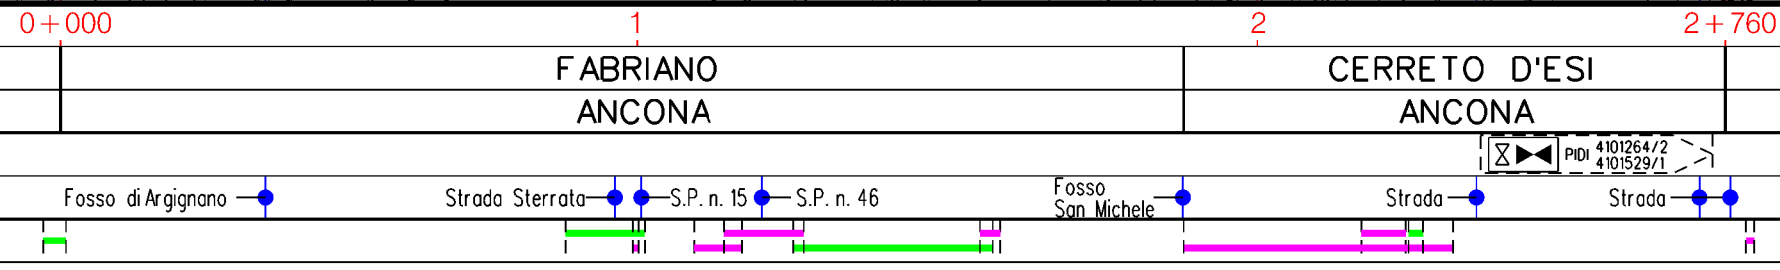 0+000 1 2 2+760
FABRIANO CERRETO D'ESI
ANCONA ANCONA
PIDI 4101264/2
4101529/1
Fosso di Argignano Strada Sterrata S.P. n. 15 S.P. n. 46 Fosso
San Michele Strada Strada